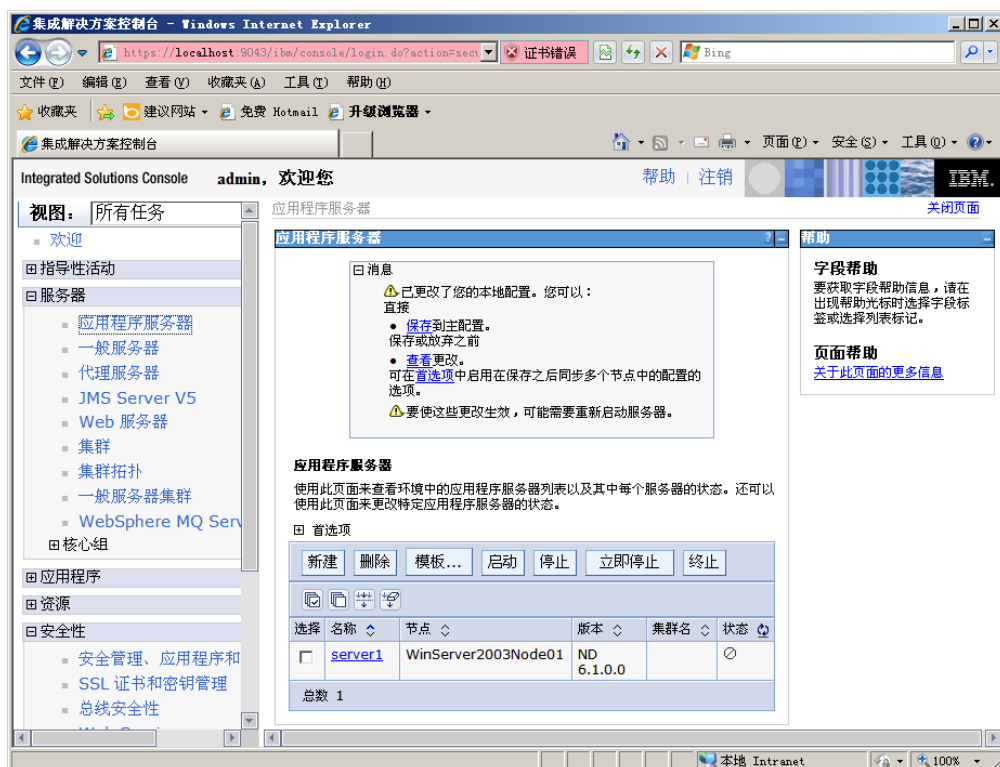 集成解决方案控制台 - Windows Internet Explorer
https://localhost:9043/ibm/console/login.do?action=secu
证书错误
Bing
文件(F) 编辑(E) 查看(V) 收藏夹(A) 工具(T) 帮助(H)
收藏夹 建议网站 免费 Hotmail 升级浏览器
集成解决方案控制台
页面(P) 安全(S) 工具(O)
Integrated Solutions Console admin，欢迎您
帮助 | 注销
IBM.
视图： 所有任务
欢迎
指导性活动
服务器
应用程序服务器
一般服务器
代理服务器
JMS Server V5
Web 服务器
集群
集群拓扑
一般服务器集群
WebSphere MQ Serv
核心组
应用程序
资源
安全性
安全管理、应用程序和
SSL 证书和密钥管理
总线安全性
应用程序服务器
关闭页面
应用程序服务器
消息
已更改了您的本地配置。您可以：
直接
保存到主配置。
保存或放弃之前
查看更改。
可在首选项中启用在保存之后同步多个节点中的配置的
选项。
要使这些更改生效，可能需要重新启动服务器。
应用程序服务器
使用此页面来查看环境中的应用程序服务器列表以及其中每个服务器的状态。还可以
使用此页面来更改特定应用程序服务器的状态。
首选项
新建 删除 模板... 启动 停止 立即停止 终止
选择 名称 节点 版本 集群名 状态
server1 WinServer2003Node01 ND
6.1.0.0
总数 1
帮助
字段帮助
要获取字段帮助信息，请在
出现帮助光标时选择字段标
签或选择列表标记。
页面帮助
关于此页面的更多信息
本地 Intranet
100%